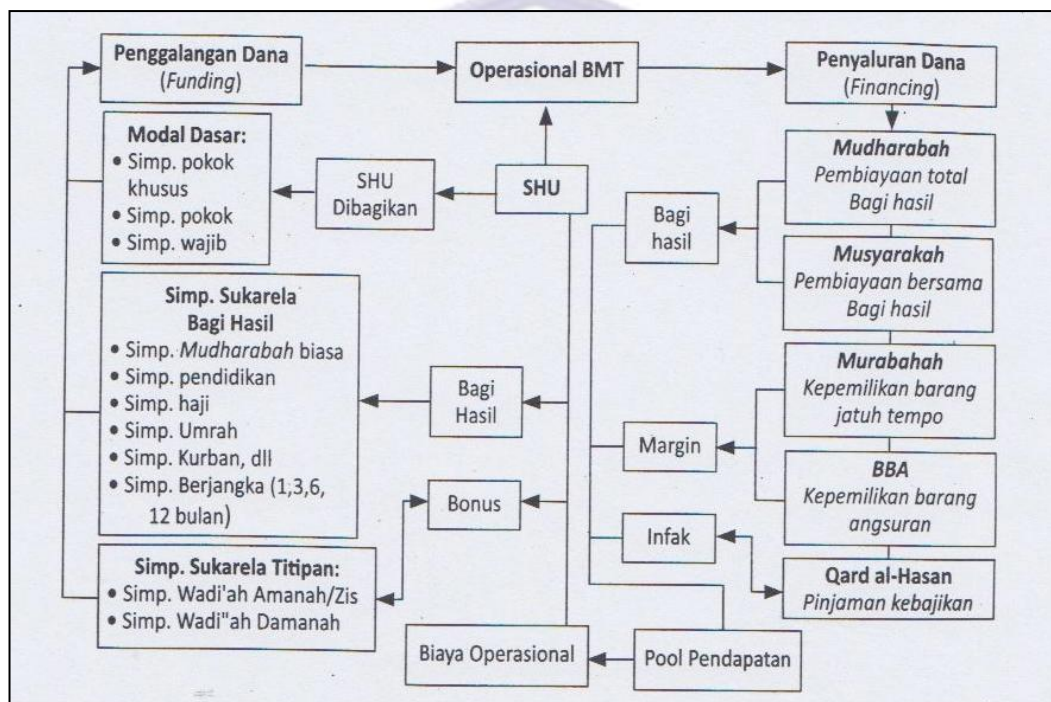 Penggalangan Dana
(Funding)
Operasional BMT
Penyaluran Dana
(Financing)
Modal Dasar:
• Simp. pokok
khusus
• Simp. pokok
• Simp. wajib
SHU
Dibagikan
SHU
Bagi
hasil
Mudharabah
Pembiayaan total
Bagi hasil
Musyarakah
Pembiayaan bersama
Bagi hasil
Simp. Sukarela
Bagi Hasil
• Simp. Mudharabah biasa
• Simp. pendidikan
• Simp. haji
• Simp. Umrah
• Simp. Kurban, dll
• Simp. Berjangka (1;3,6,
12 bulan)
Bagi
Hasil
Bonus
Margin
Infak
Murabahah
Kepemilikan barang
jatuh tempo
BBA
Kepemilikan barang
angsuran
Qard al-Hasan
Pinjaman kebajikan
Simp. Sukarela Titipan:
• Simp. Wadi'ah Amanah/Zis
• Simp. Wadi"ah Damanah
Biaya Operasional
Pool Pendapatan